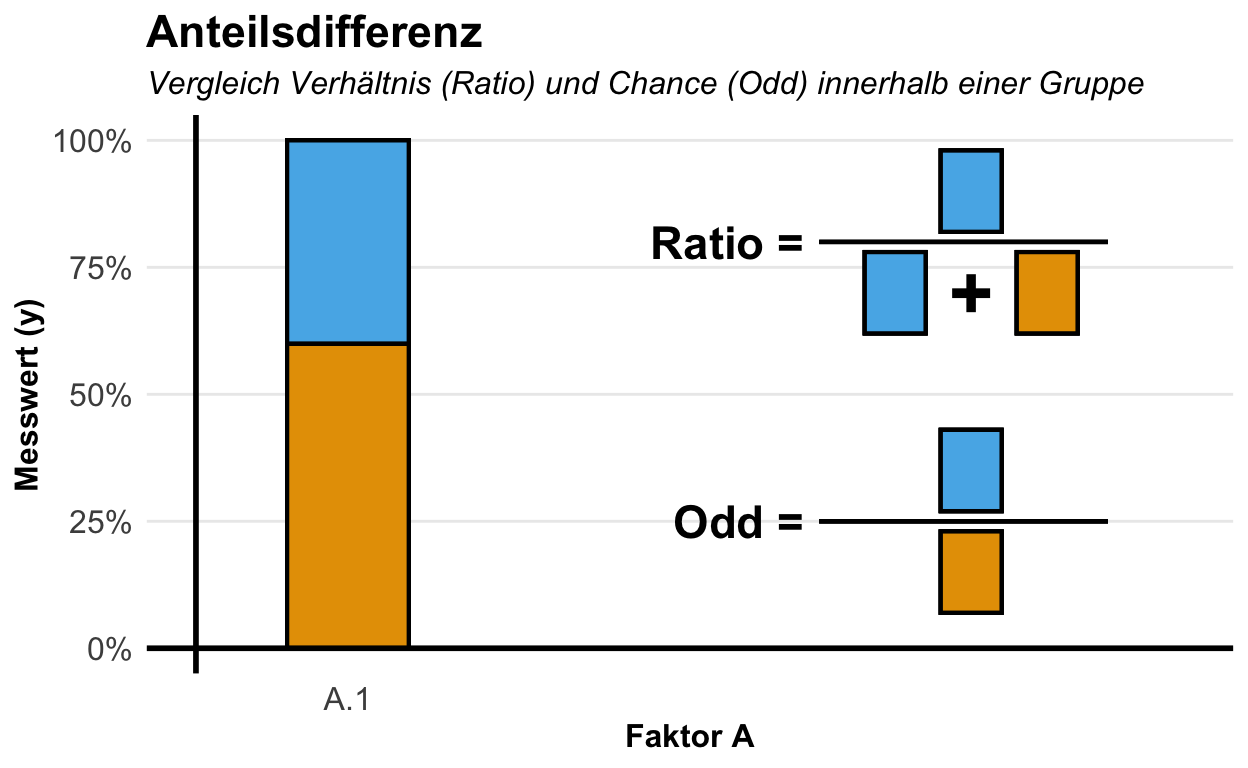 Anteilsdifferenz
Vergleich Verhältnis (Ratio) und Chance (Odd) innerhalb einer Gruppe
Messwert (y)
100%
75%
50%
25%
0%
Ratio =
+
Odd =
A.1
Faktor A